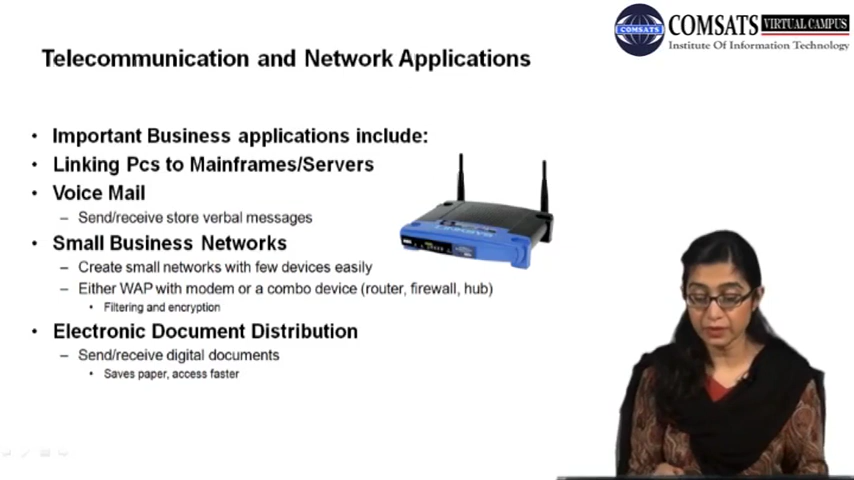 COMSATS
COMSATS VIRTUAL CAMPUS
Institute Of Information Technology
Telecommunication and Network Applications
• Important Business applications include:
• Linking Pcs to Mainframes/Servers
• Voice Mail
– Send/receive store verbal messages
• Small Business Networks
– Create small networks with few devices easily
– Either WAP with modem or a combo device (router, firewall, hub)
• Filtering and encryption
• Electronic Document Distribution
– Send/receive digital documents
• Saves paper, access faster